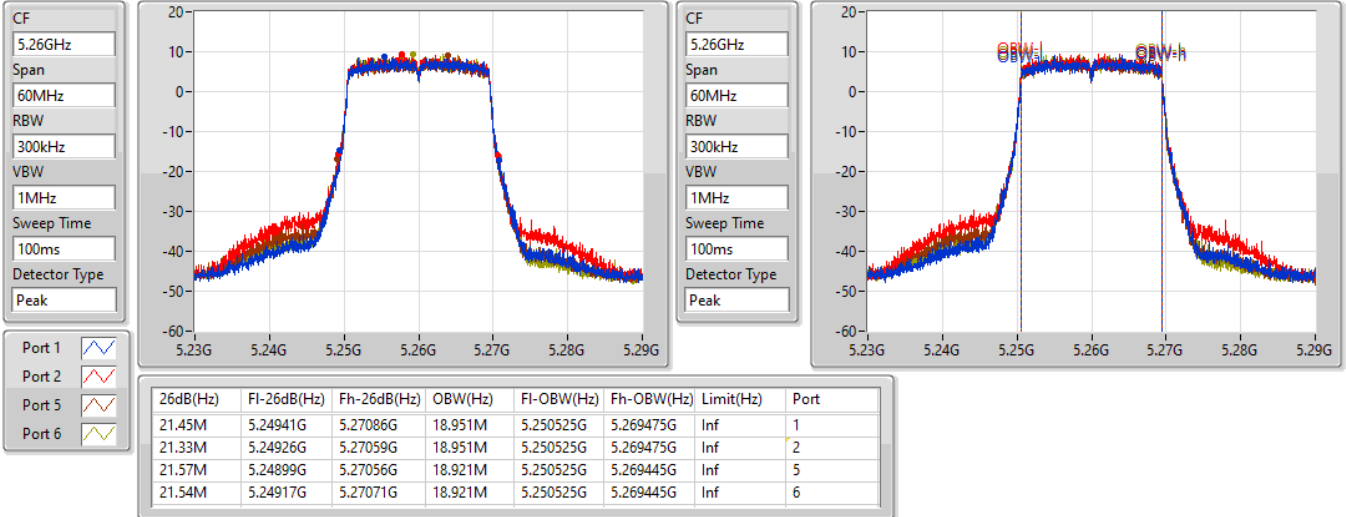 CF
5.26GHz
Span
60MHz
RBW
300kHz
VBW
1MHz
Sweep Time
100ms
Detector Type
Peak
20
10
0
-10
-20
-30
-40
-50
-60
5.23G 5.24G 5.25G 5.26G 5.27G 5.28G 5.29G
CF
5.26GHz
Span
60MHz
RBW
300kHz
VBW
1MHz
Sweep Time
100ms
Detector Type
Peak
20
10
0
-10
-20
-30
-40
-50
-60
OBW-l OBW-h
5.23G 5.24G 5.25G 5.26G 5.27G 5.28G 5.29G
Port 1
Port 2
Port 5
Port 6
26dB(Hz) Fl-26dB(Hz) Fh-26dB(Hz) OBW(Hz) Fl-OBW(Hz) Fh-OBW(Hz) Limit(Hz) Port
21.45M 5.24941G 5.27086G 18.951M 5.250525G 5.269475G Inf 1
21.33M 5.24926G 5.27059G 18.951M 5.250525G 5.269475G Inf 2
21.57M 5.24899G 5.27056G 18.921M 5.250525G 5.269445G Inf 5
21.54M 5.24917G 5.27071G 18.921M 5.250525G 5.269445G Inf 6